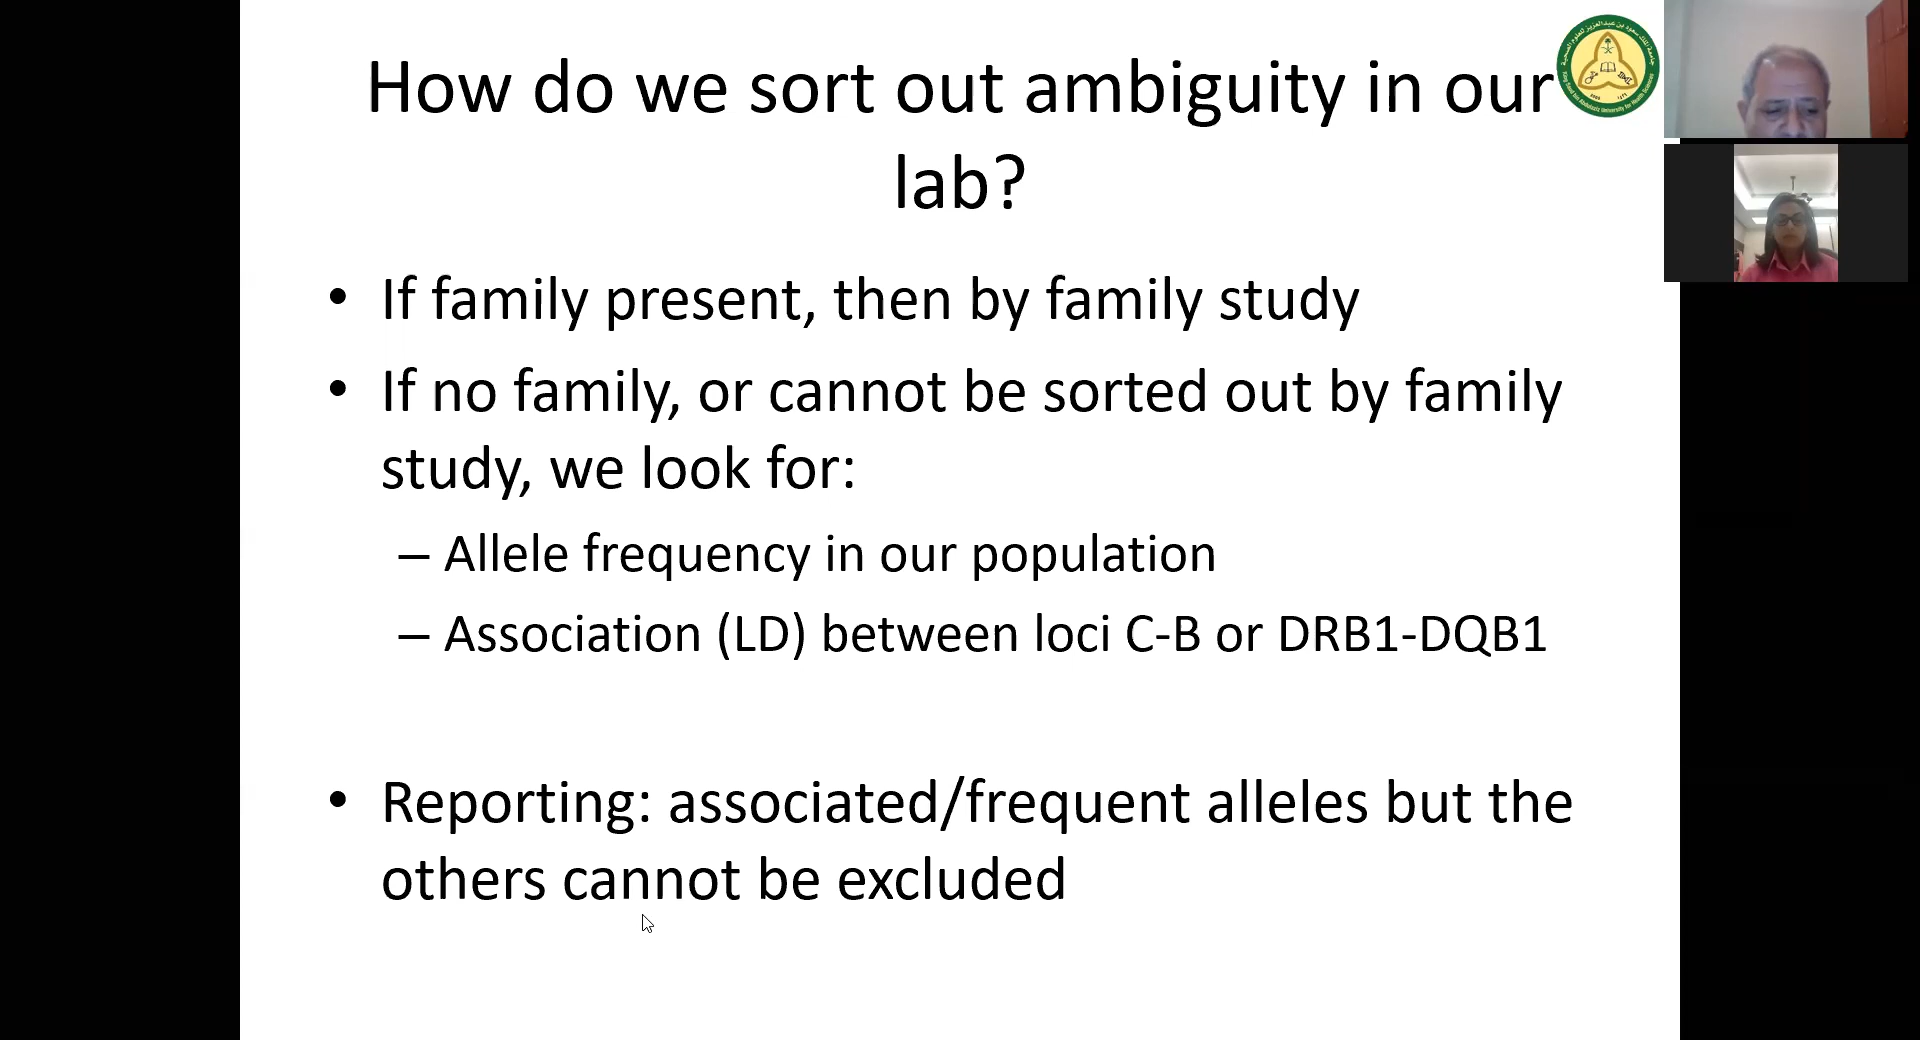 How do we sort out ambiguity in our
lab?
• If family present, then by family study
• If no family, or cannot be sorted out by family
study, we look for:
– Allele frequency in our population
– Association (LD) between loci C-B or DRB1-DQB1
• Reporting: associated/frequent alleles but the
others cannot be excluded